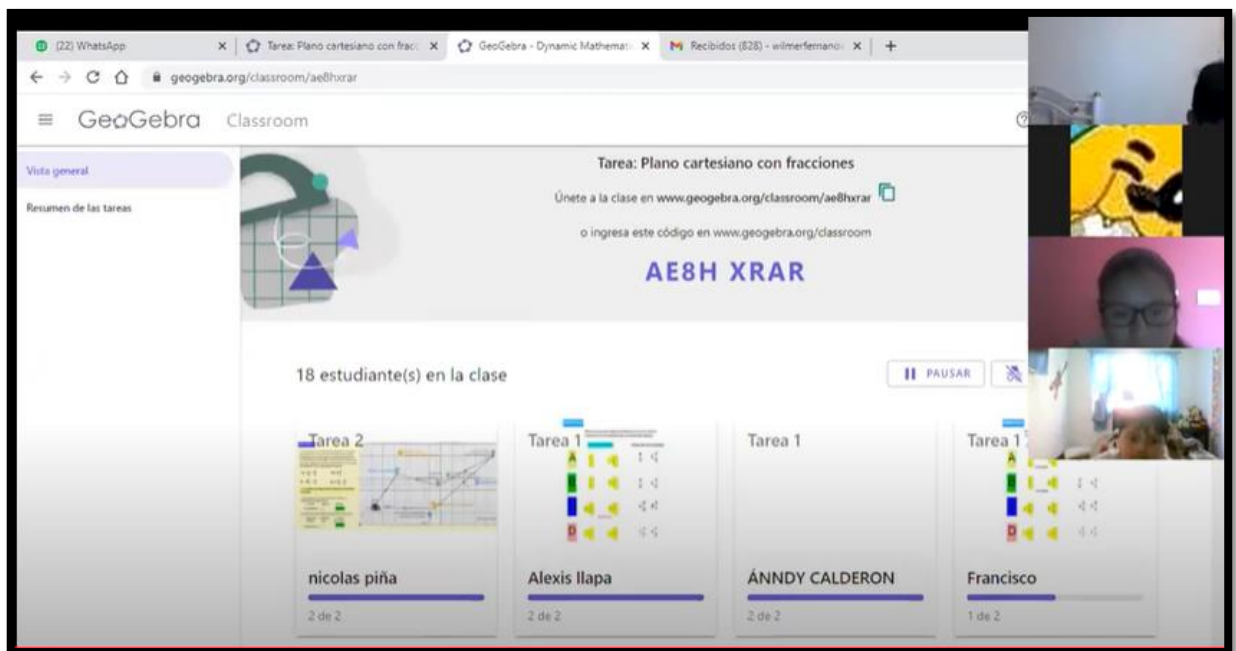 (22) WhatsApp
Tarea: Plano cartesiano con fracc
GeoGebra - Dynamic Mathemati
Recibidos (828) - wilmerfernand
geogebra.org/classroom/ae8hxrar
GeoGebra Classroom
Vista general
Resumen de las tareas
Tarea: Plano cartesiano con fracciones
Únete a la clase en www.geogebra.org/classroom/ae8hxrar
o ingresa este código en www.geogebra.org/classroom
AE8H XRAR
18 estudiante(s) en la clase
PAUSAR
Tarea 2
Tarea 1
Tarea 1
Tarea 1
A
B
D
A
B
D
nicolas piña
Alexis llapa
ÁNNDY CALDERON
Francisco
2 de 2
2 de 2
2 de 2
1 de 2